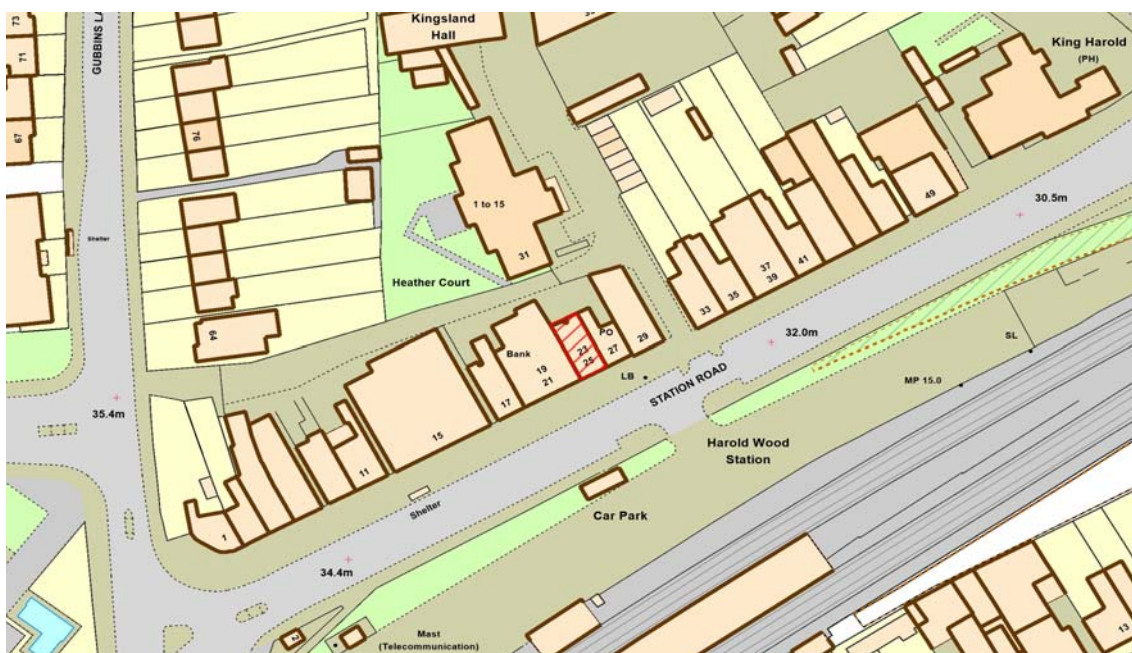 73
71
67
GUBBINS LA
Kingsland
Hall
King Harold
(PH)
76
1 to 15
31
49
30.5m
Shelter
Heather Court
37
39
41
33
35
64
PO
23
25
27
29
32.0m
Bank
19
21
17
LB
STATION ROAD
SL
MP 15.0
35.4m
15
11
Harold Wood
Station
Shelter
Car Park
1
34.4m
2
Mast
(Telecommunication)
13